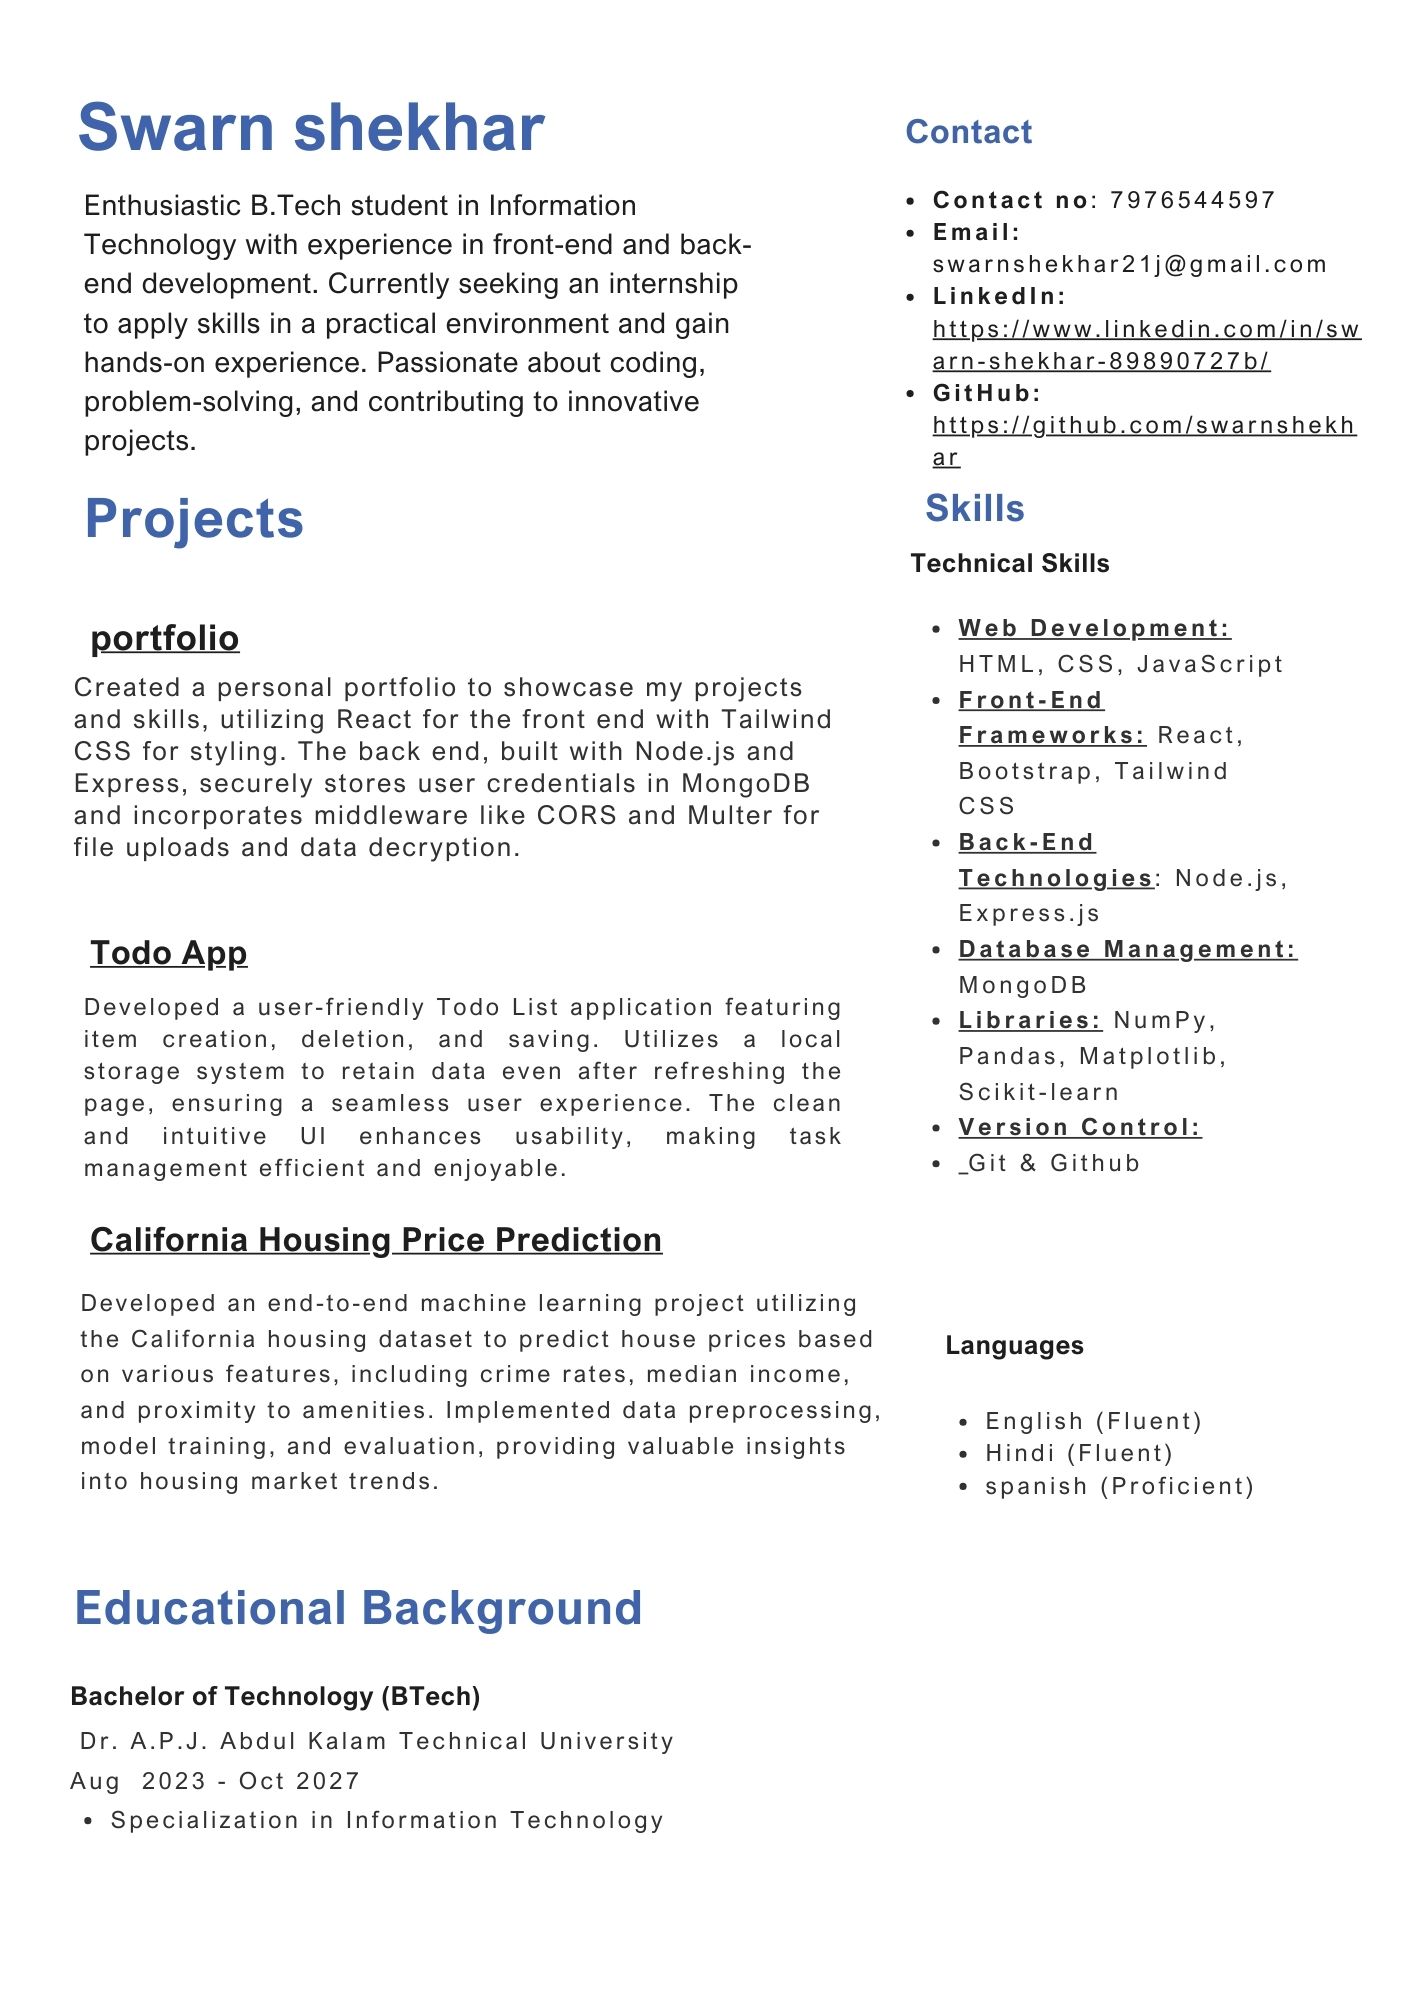 Swarn shekhar
Enthusiastic B.Tech student in Information
Technology with experience in front-end and back-
end development. Currently seeking an internship
to apply skills in a practical environment and gain
hands-on experience. Passionate about coding,
problem-solving, and contributing to innovative
projects.
Projects
portfolio
Created a personal portfolio to showcase my projects
and skills, utilizing React for the front end with Tailwind
CSS for styling. The back end, built with Node.js and
Express, securely stores user credentials in MongoDB
and incorporates middleware like CORS and Multer for
file uploads and data decryption.
Todo App
Developed a user-friendly Todo List application featuring
item creation, deletion, and saving. Utilizes a local
storage system to retain data even after refreshing the
page, ensuring a seamless user experience. The clean
and intuitive UI enhances usability, making task
management efficient and enjoyable.
California Housing Price Prediction
Developed an end-to-end machine learning project utilizing
the California housing dataset to predict house prices based
on various features, including crime rates, median income,
and proximity to amenities. Implemented data preprocessing,
model training, and evaluation, providing valuable insights
into housing market trends.
Educational Background
Bachelor of Technology (BTech)
Dr. A.P.J. Abdul Kalam Technical University
Aug 2023 - Oct 2027
• Specialization in Information Technology
Contact
• Contact no: 7976544597
• Email:
swarnshekhar21j@gmail.com
• LinkedIn:
https://www.linkedin.com/in/sw
arn-shekhar-89890727b/
• GitHub:
https://github.com/swarnshekh
ar
Skills
Technical Skills
• Web Development:
HTML, CSS, JavaScript
• Front-End
Frameworks: React,
Bootstrap, Tailwind
CSS
• Back-End
Technologies: Node.js,
Express.js
• Database Management:
MongoDB
• Libraries: NumPy,
Pandas, Matplotlib,
Scikit-learn
• Version Control:
• _Git & Github
Languages
• English (Fluent)
• Hindi (Fluent)
• spanish (Proficient)